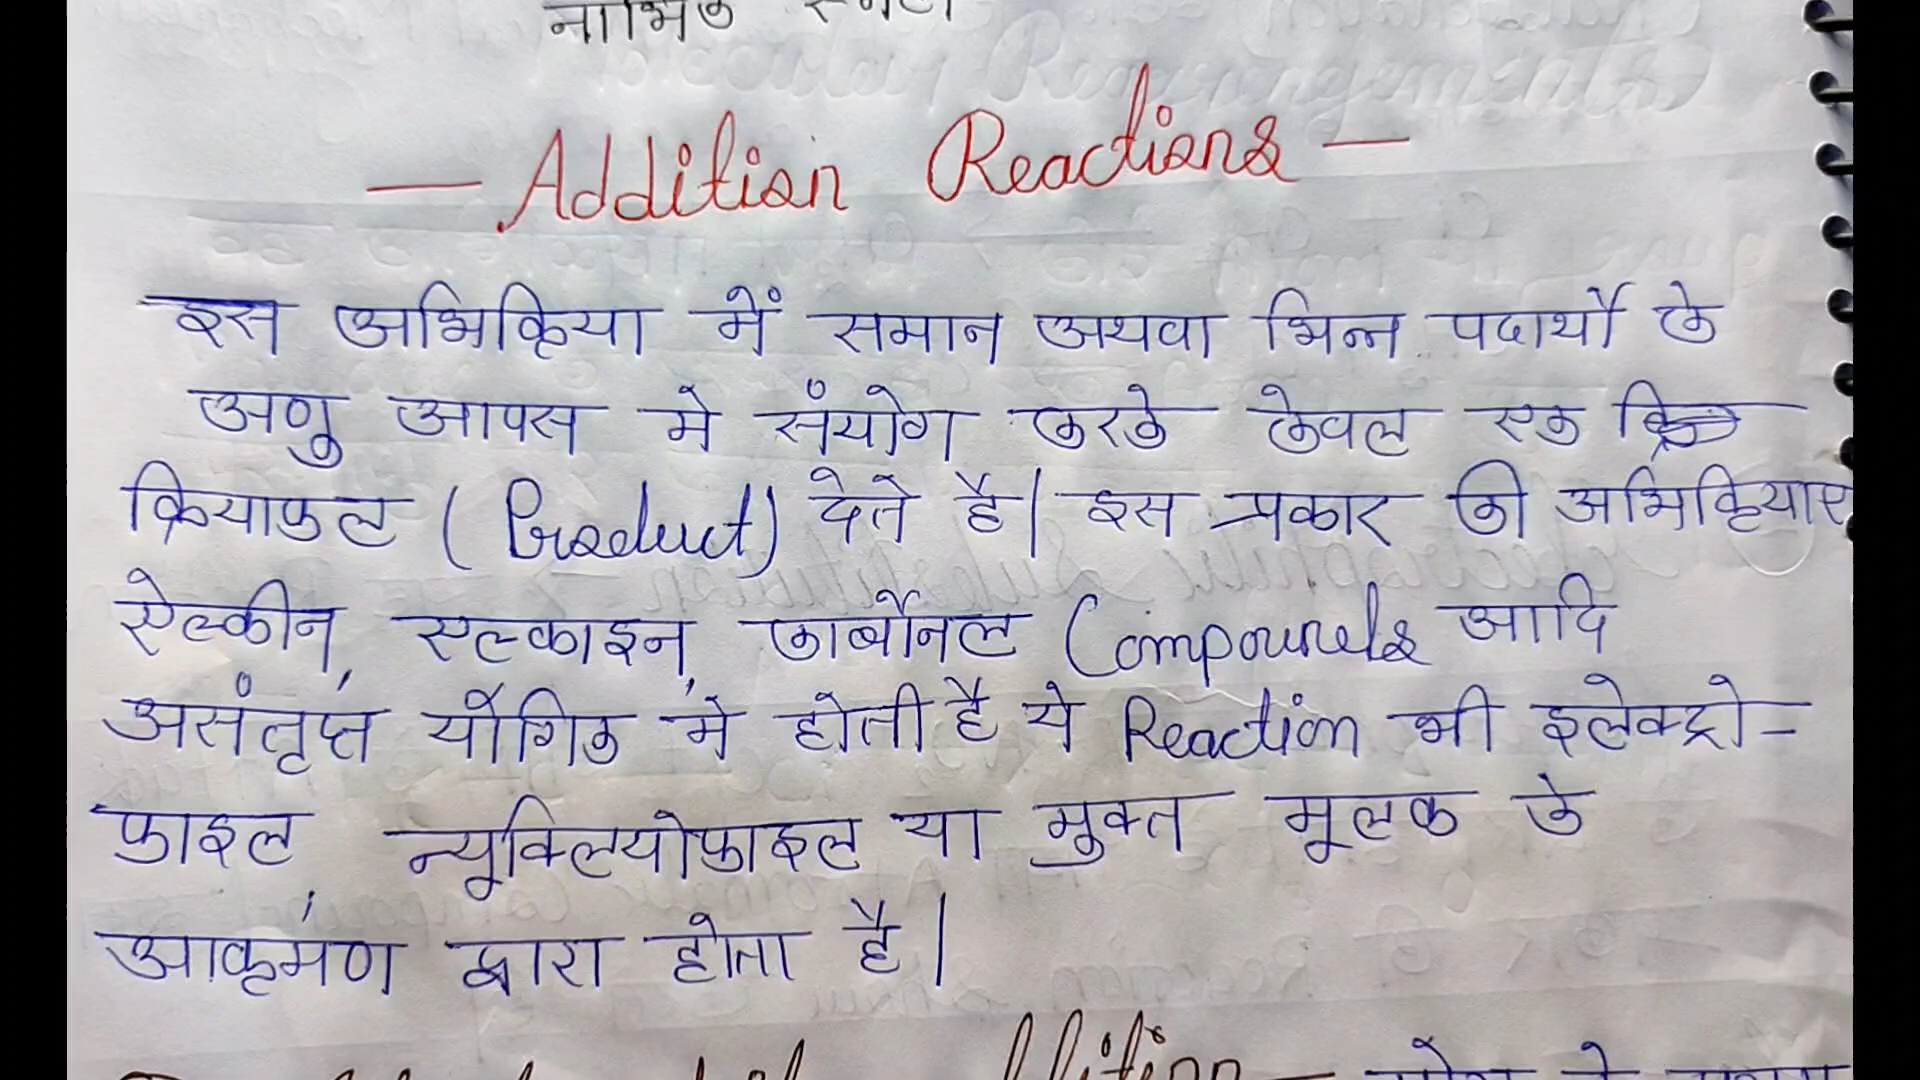 नाभिक स्नेही
— Addition Reactions —
इस अभिक्रिया में समान अथवा भिन्न पदार्थों के
अणु आपस मे संयोग करके केवल एक
क्रियाफल ( Product) देते है। इस प्रकार की अभिक्रियाए
ऐल्कीन, एल्काइन, कार्बोनिल Compounds आदि
असंतृप्त यौगिक मे होती है ये Reaction भी इलेक्ट्रो-
फाइल, न्यूक्लियोफाइल या मुक्त मूलक के
आक्रमण द्वारा होता है।